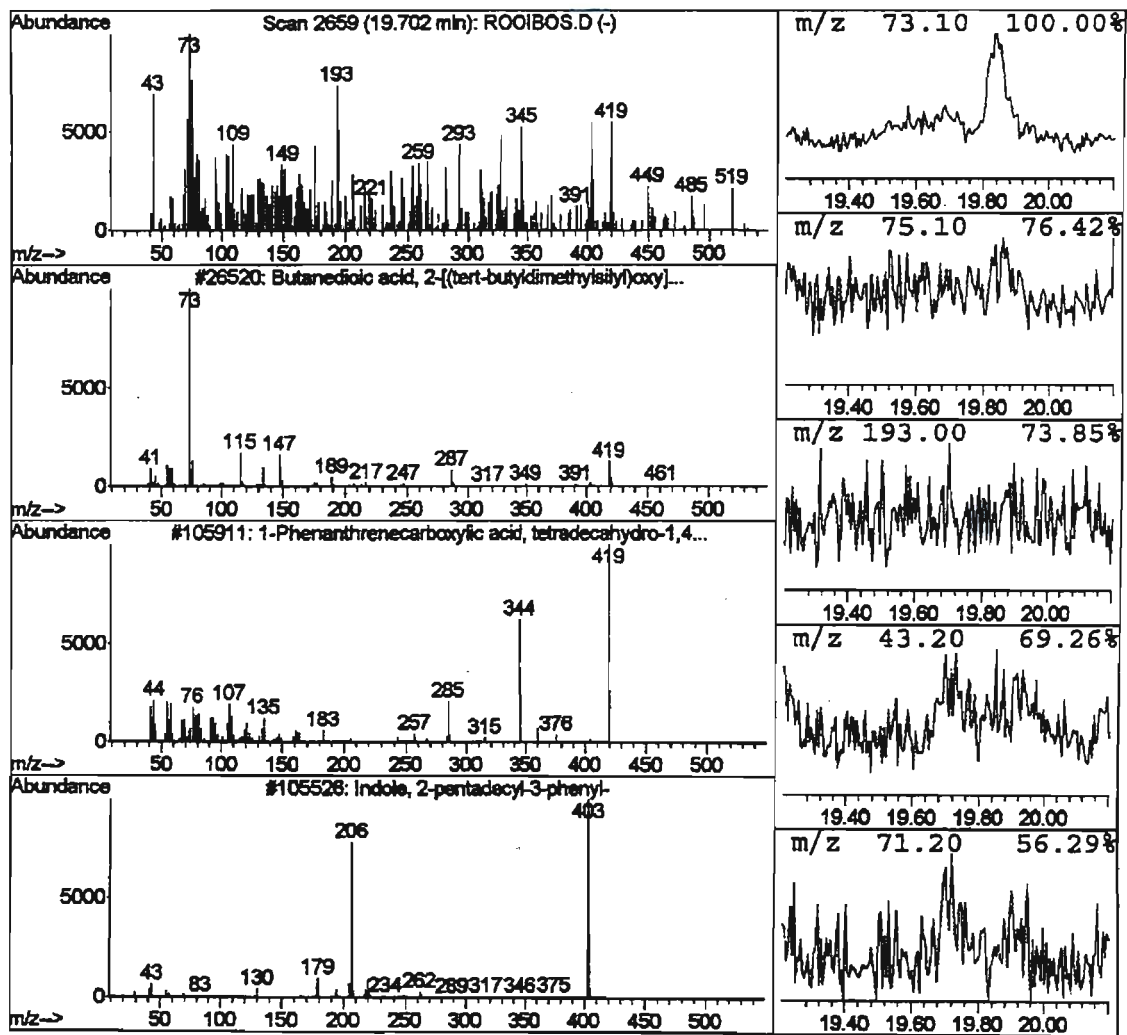 Abundance
Scan 2659 (19.702 min): ROOIBOS.D (-)
73
43
193
5000
109
149
221
259
293
345
391
419
449
485
519
0
m/z-->
50 100 150 200 250 300 350 400 450 500
Abundance
#26520: Butanedioic acid, 2-[(tert-butyldimethylsilyl)oxy]...
73
5000
41
115
147
189
217
247
287
317
349
391
419
461
0
m/z-->
50 100 150 200 250 300 350 400 450 500
Abundance
#105911: 1-Phenanthrenecarboxylic acid, tetradecahydro-1,4...
419
344
5000
44
76
107
135
183
257
285
315
376
0
m/z-->
50 100 150 200 250 300 350 400 450 500
Abundance
#105526: Indole, 2-pentadecyl-3-phenyl-
403
206
5000
43
83
130
179
234
262
289
317
346
375
0
m/z-->
50 100 150 200 250 300 350 400 450 500
m/z 73.10 100.00%
19.40 19.60 19.80 20.00
m/z 75.10 76.42%
19.40 19.60 19.80 20.00
m/z 193.00 73.85%
19.40 19.60 19.80 20.00
m/z 43.20 69.26%
19.40 19.60 19.80 20.00
m/z 71.20 56.29%
19.40 19.60 19.80 20.00